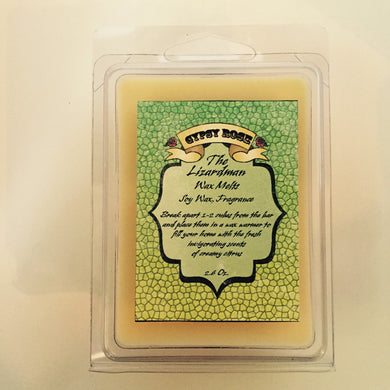 GYPSY ROSE
The
Lizardman
Wax Melts
Soy Wax, Fragrance
Break apart 1-2 cubes from the bar
and place them in a wax warmer to
fill your home with the fresh
invigorating scents
of creamy citrus
2.6 Oz.